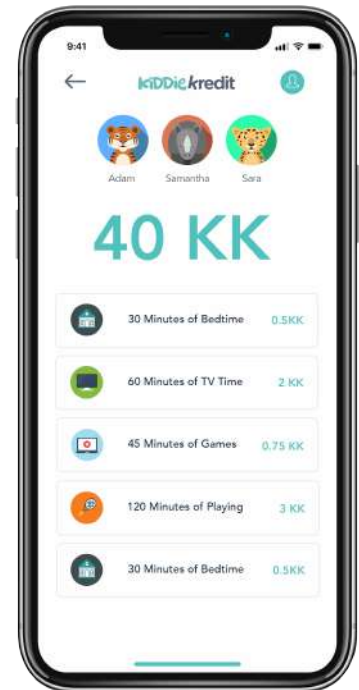 9:41
kiDDie kredit
Adam Samantha Sara
40 KK
30 Minutes of Bedtime 0.5KK
60 Minutes of TV Time 2 KK
45 Minutes of Games 0.75 KK
120 Minutes of Playing 3 KK
30 Minutes of Bedtime 0.5KK